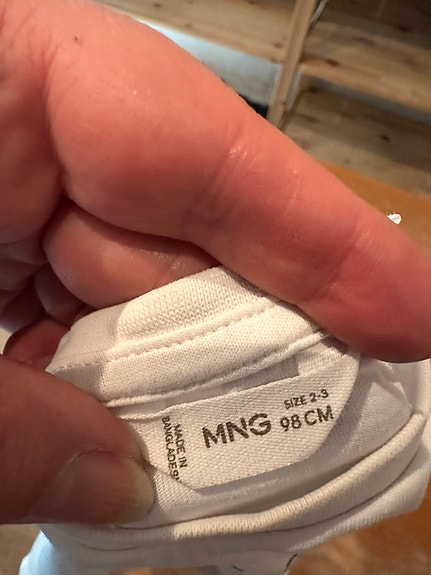 MADE IN
BANGLADESH
MNG
SIZE 2-3
98 CM